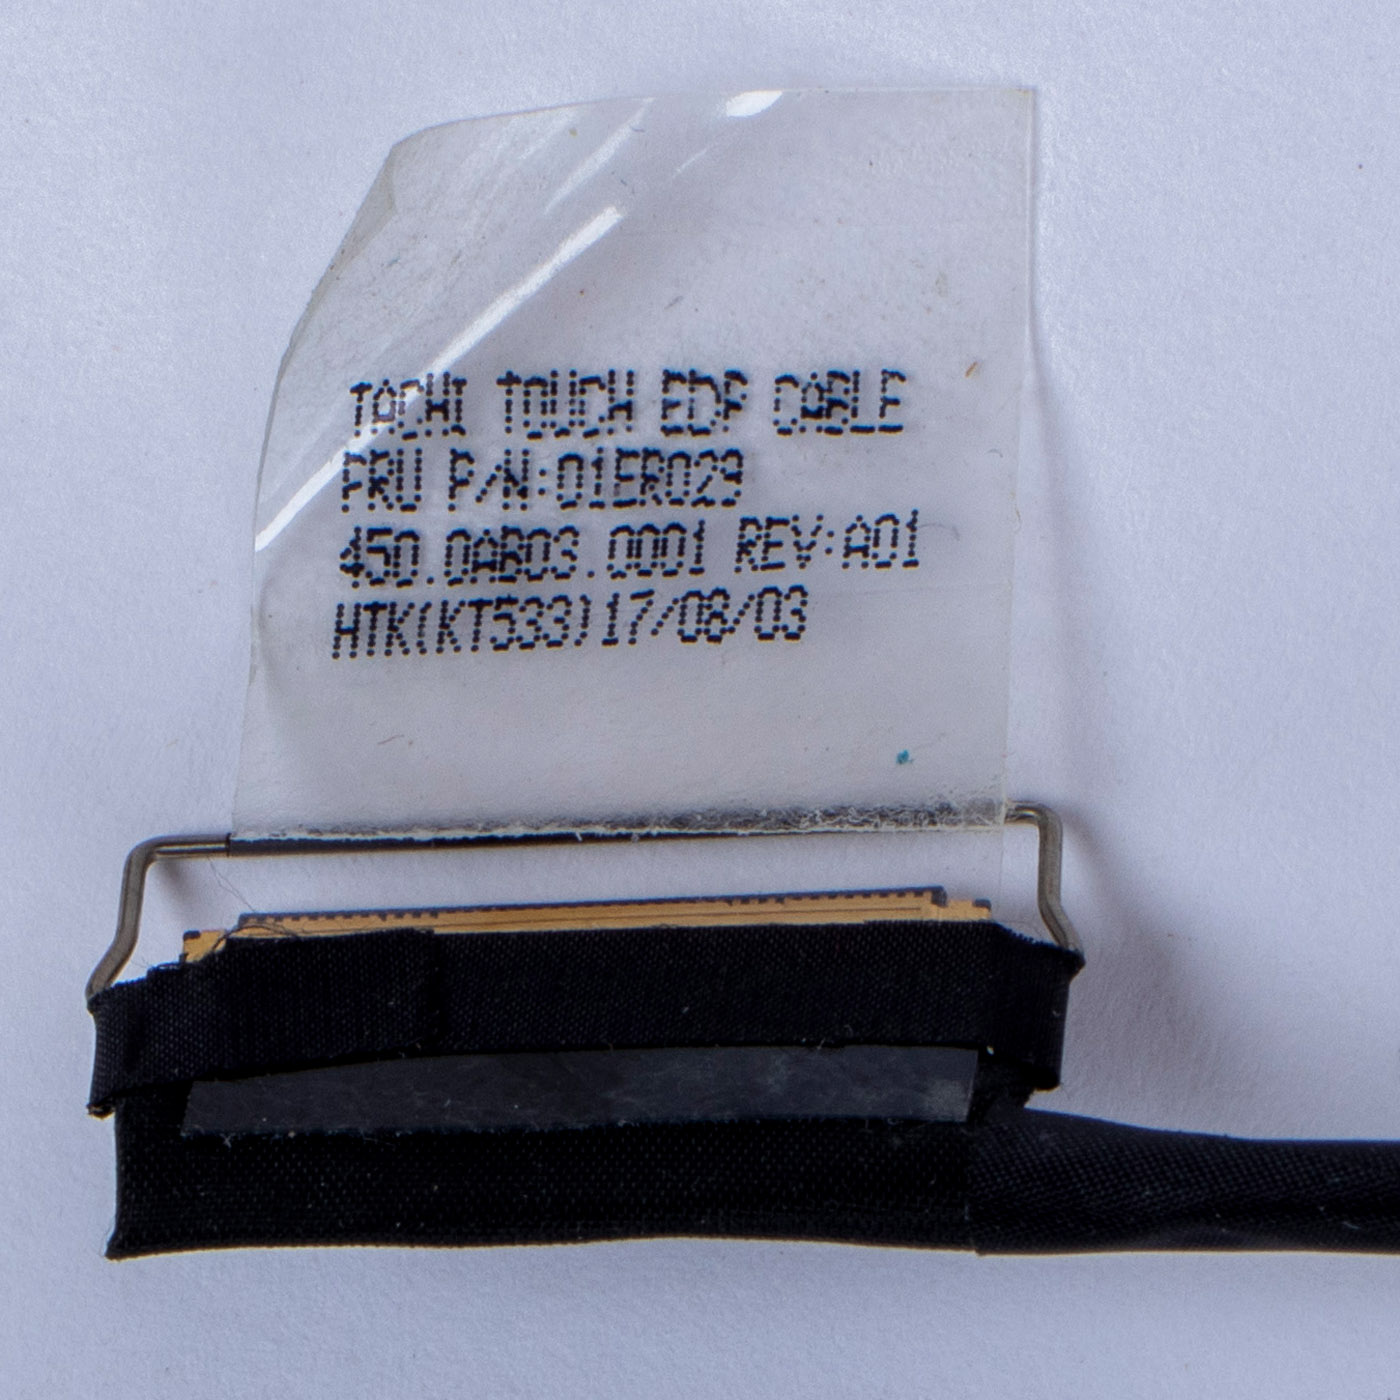 TACHI TOUCH EDP CABLE
FRU P/N:01ER029
450.0AB03.0001 REV:A01
HTK(KT533)17/08/03